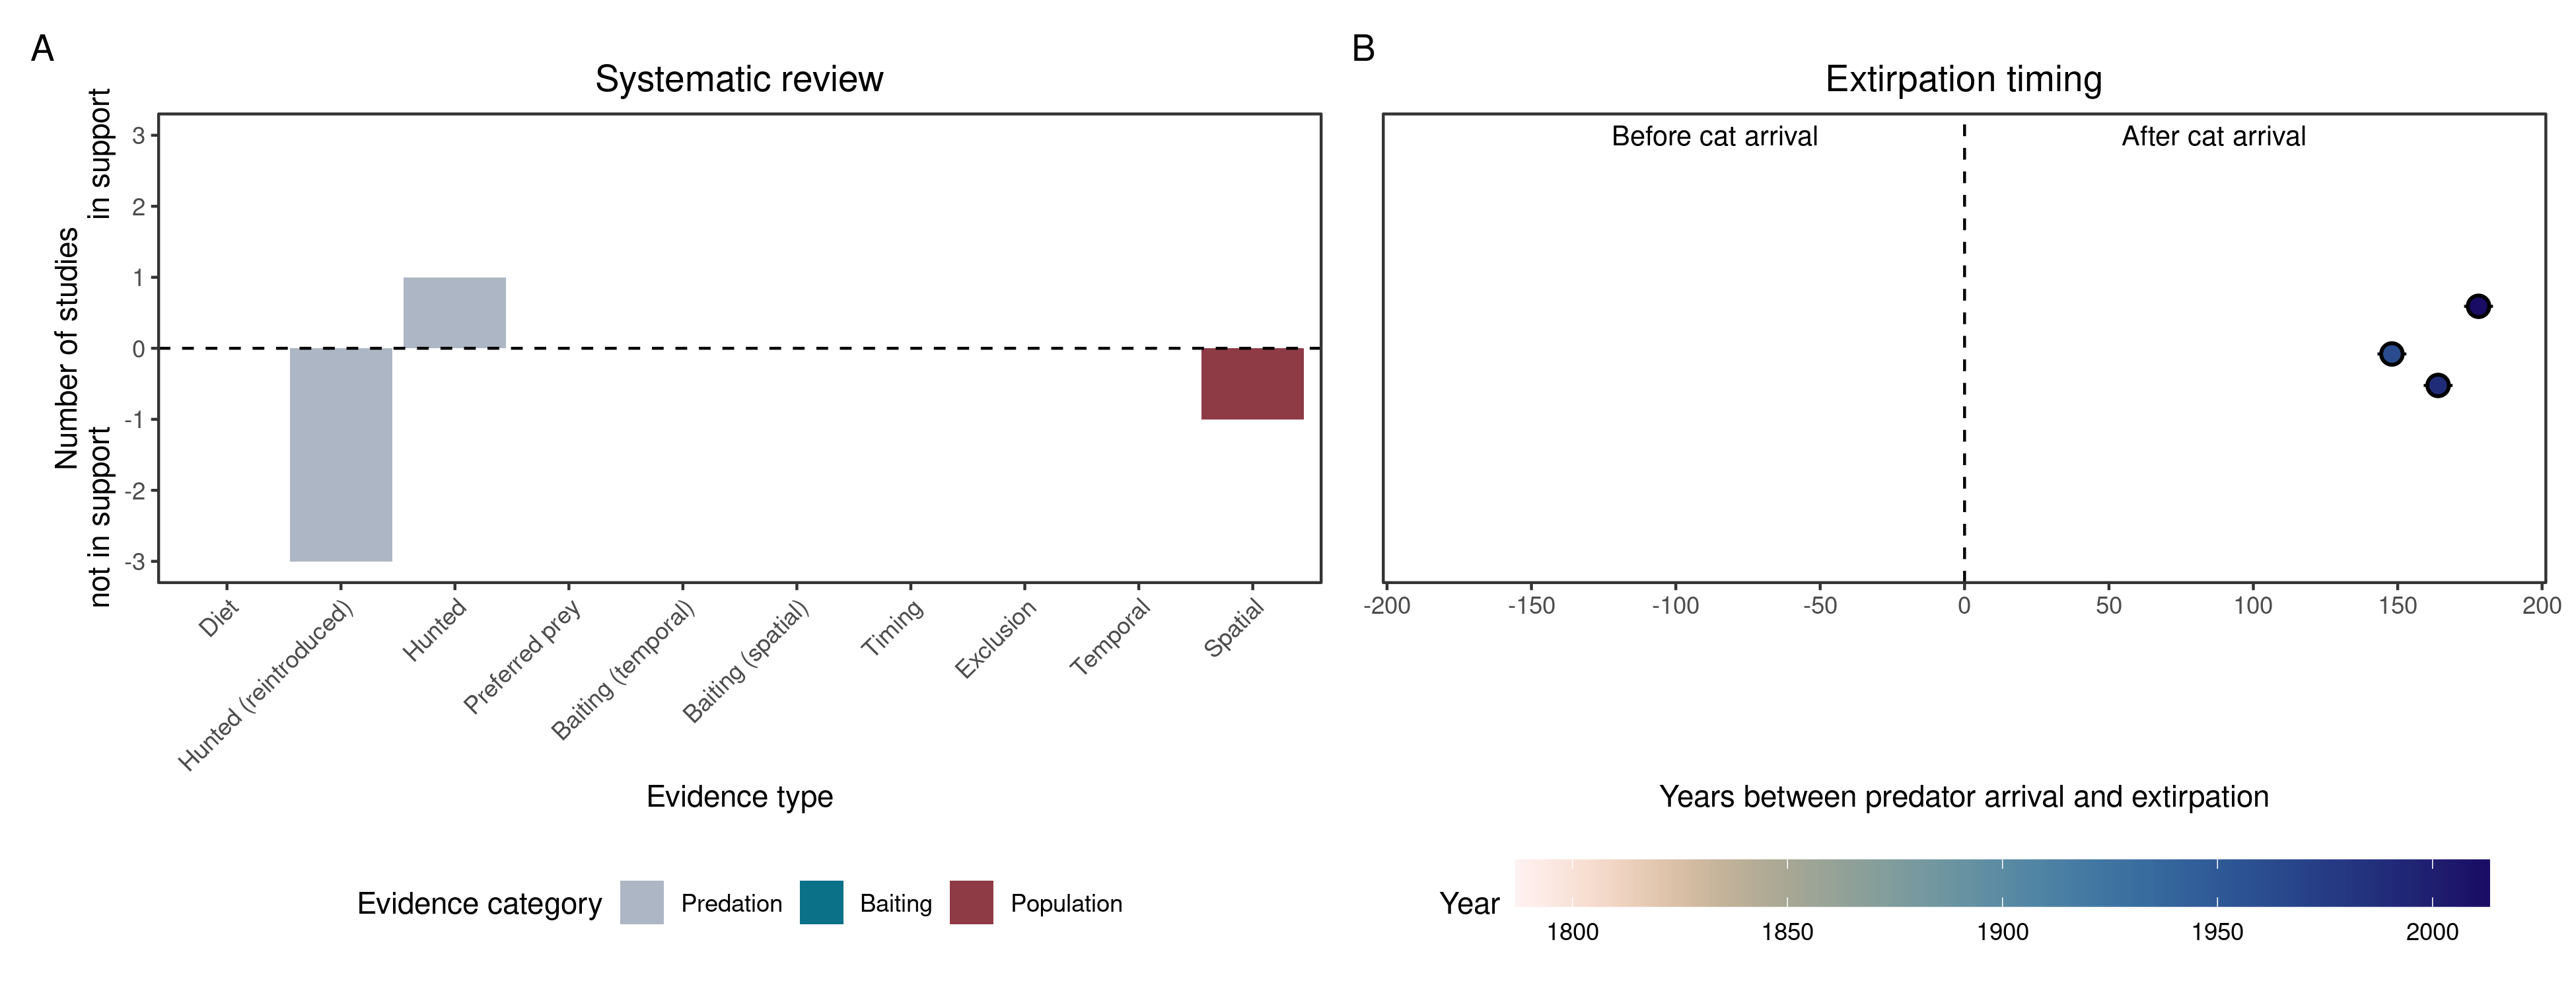 A
Systematic review
Number of studies
not in support
in support
3
2
1
0
-1
-2
-3
Diet
Hunted (reintroduced)
Hunted
Preferred prey
Baiting (temporal)
Baiting (spatial)
Timing
Exclusion
Temporal
Spatial
Evidence type
Evidence category
Predation
Baiting
Population
B
Extirpation timing
Before cat arrival
After cat arrival
-200
-150
-100
-50
0
50
100
150
200
Years between predator arrival and extirpation
Year
1800
1850
1900
1950
2000